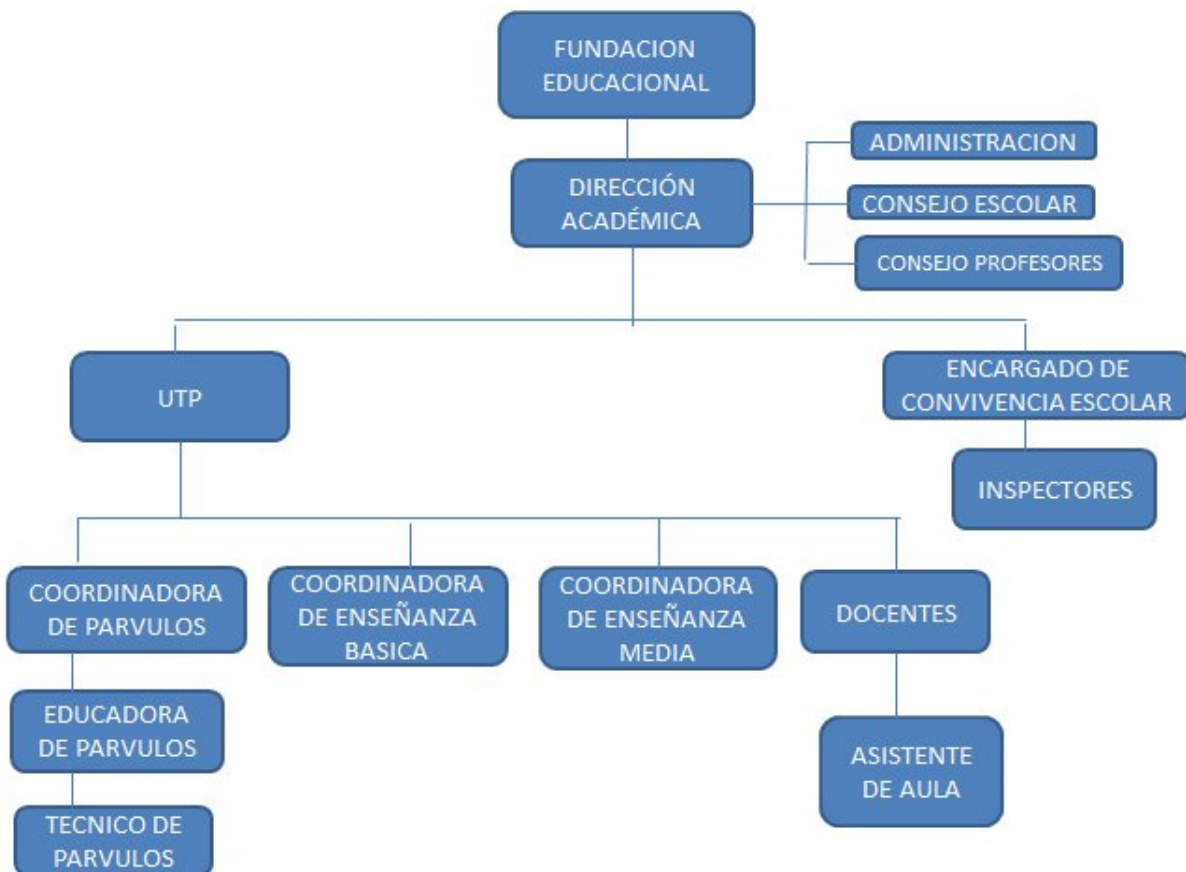 FUNDACION
EDUCACIONAL
DIRECCIÓN
ACADÉMICA
ADMINISTRACION
CONSEJO ESCOLAR
CONSEJO PROFESORES
UTP
ENCARGADO DE
CONVIVENCIA ESCOLAR
INSPECTORES
COORDINADORA
DE PARVULOS
COORDINADORA
DE ENSEÑANZA
BASICA
COORDINADORA
DE ENSEÑANZA
MEDIA
DOCENTES
EDUCADORA
DE PARVULOS
ASISTENTE
DE AULA
TECNICO DE
PARVULOS